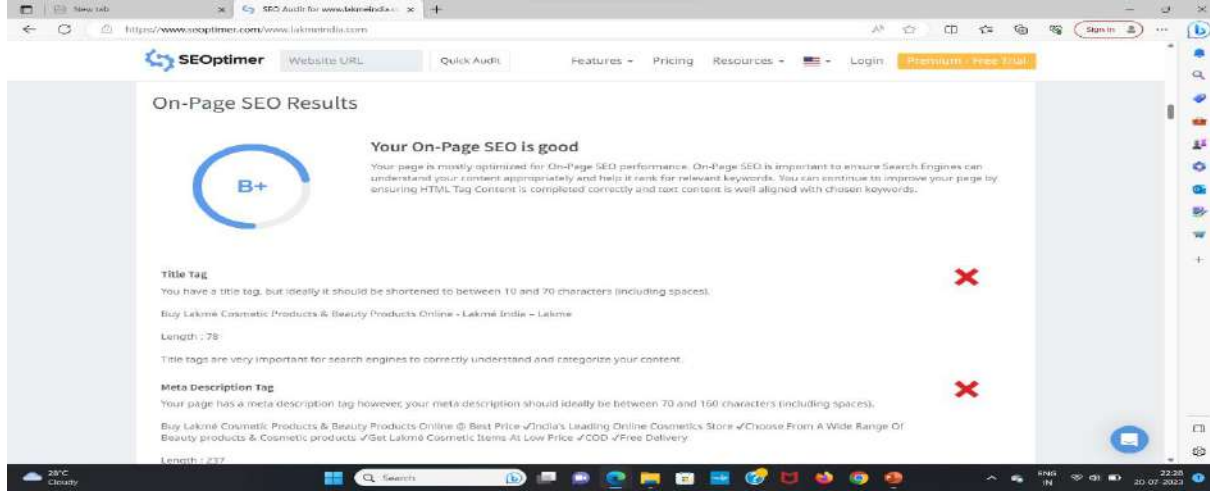 New tab
SEO Audit for www.lakmeindia.c
https://www.seoptimer.com/www.lakmeindia.com
Sign in
SEOptimer
Website URL
Quick Audit
Features
Pricing
Resources
Login
Premium - Free Trial
On-Page SEO Results
B+
Your On-Page SEO is good
Your page is mostly optimized for On-Page SEO performance. On-Page SEO is important to ensure Search Engines can
understand your content appropriately and help it rank for relevant keywords. You can continue to improve your page by
ensuring HTML Tag Content is completed correctly and text content is well aligned with chosen keywords.
Title Tag
You have a title tag, but ideally it should be shortened to between 10 and 70 characters (including spaces).
Buy Lakmé Cosmetic Products & Beauty Products Online - Lakmé India – Lakme
Length : 78
Title tags are very important for search engines to correctly understand and categorize your content.
Meta Description Tag
Your page has a meta description tag however, your meta description should ideally be between 70 and 160 characters (including spaces).
Buy Lakmé Cosmetic Products & Beauty Products Online @ Best Price ✓India's Leading Online Cosmetics Store ✓Choose From A Wide Range Of
Beauty products & Cosmetic products ✓Get Lakmé Cosmetic Items At Low Price ✓COD ✓Free Delivery
Length : 237
28°C
Cloudy
Search
ENG
IN
22:28
20-07-2023